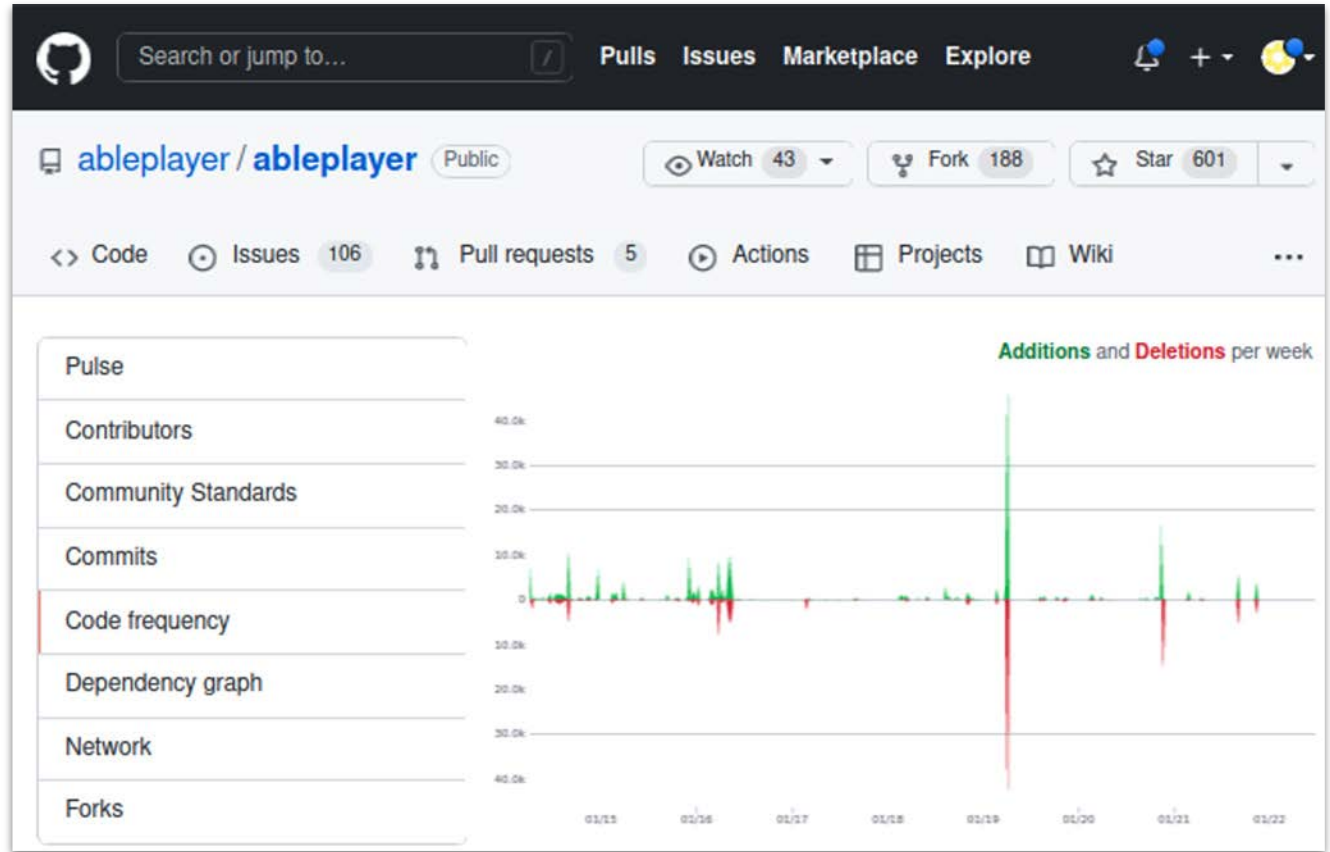 Search or jump to... / Pulls Issues Marketplace Explore
ableplayer / ableplayer Public Watch 43 Fork 188 Star 601
Code Issues 106 Pull requests 5 Actions Projects Wiki ...
Pulse
Contributors
Community Standards
Commits
Code frequency
Dependency graph
Network
Forks
Additions and Deletions per week
40.0k
30.0k
20.0k
10.0k
0
10.0k
20.0k
30.0k
40.0k
01/15 01/16 01/17 01/18 01/19 01/20 01/21 01/22